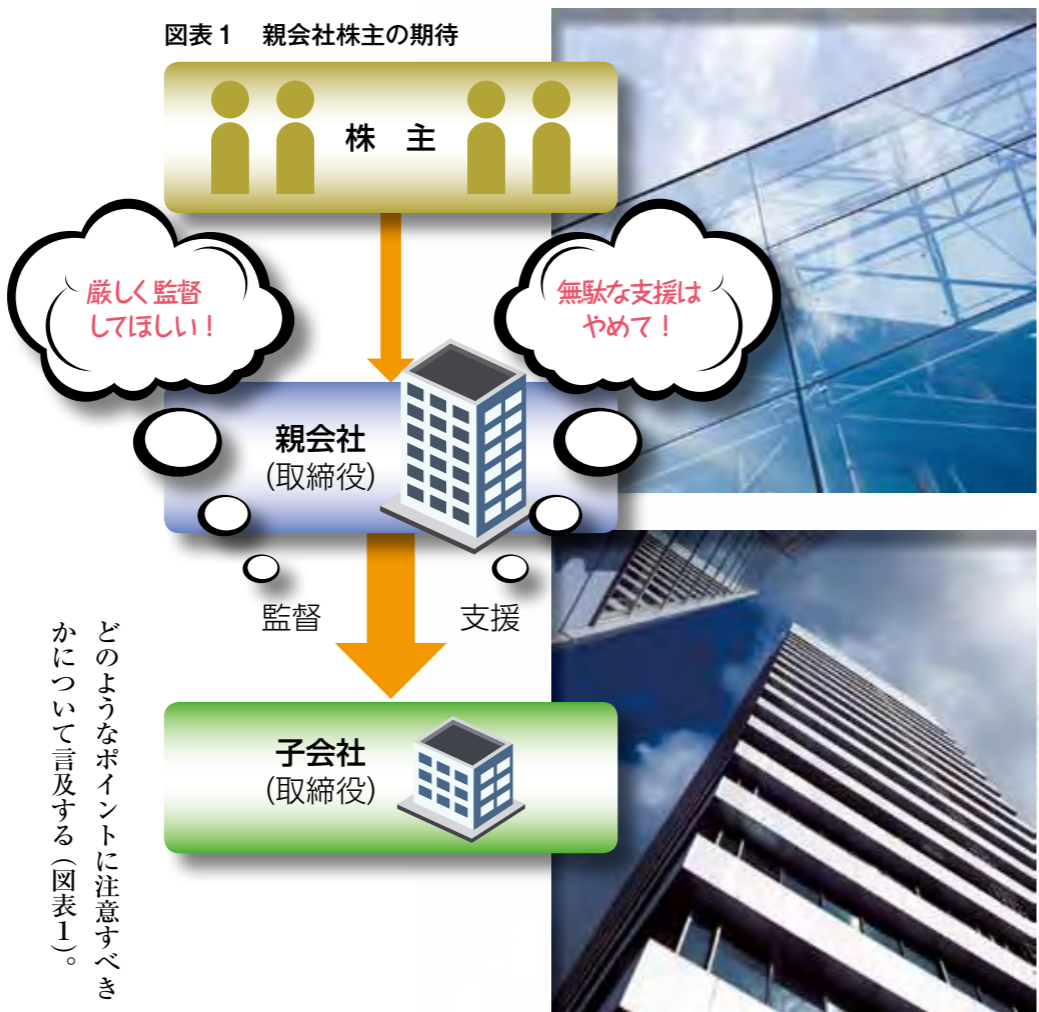 図表1 親会社株主の期待
株 主
厳しく監督
してほしい！
無駄な支援は
やめて！
親会社
(取締役)
監督
支援
子会社
(取締役)
どのようなポイントに注意すべき
かについて言及する（図表1）。